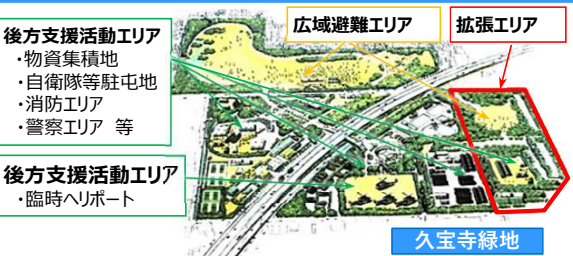 後方支援活動エリア
・物資集積地
・自衛隊等駐屯地
・消防エリア
・警察エリア 等
広域避難エリア
拡張エリア
後方支援活動エリア
・臨時ヘリポート
久宝寺緑地